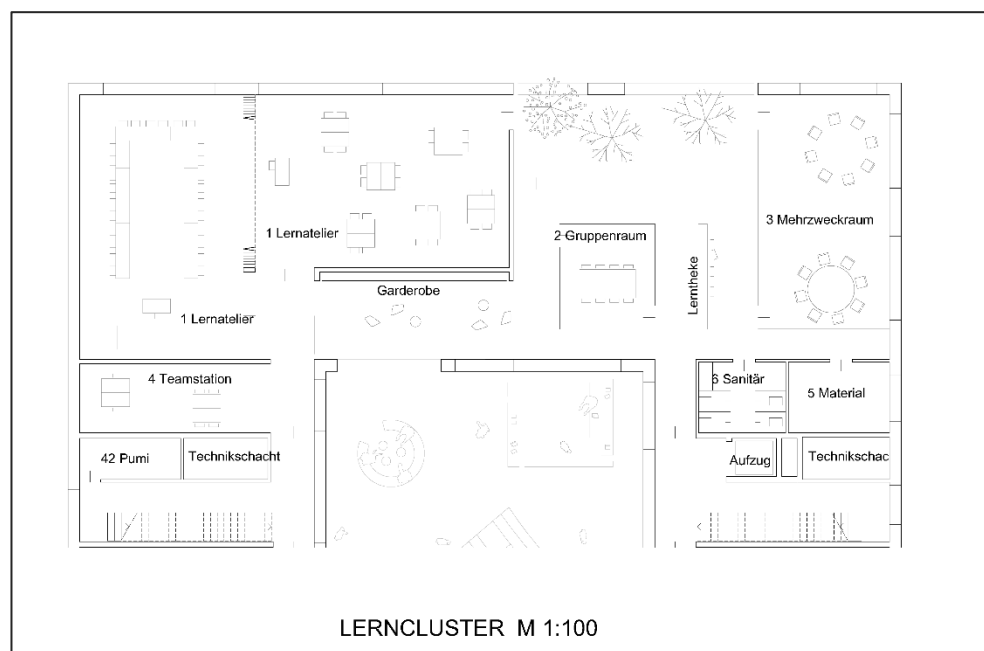 3 Mehrzweckraum
1 Lernatelier
2 Gruppenraum
Garderobe
Lerntheke
1 Lernatelier
4 Teamstation
6 Sanitär
5 Material
42 Pumi
Technikschacht
Aufzug
Technikschac
LERNCLUSTER M 1:100